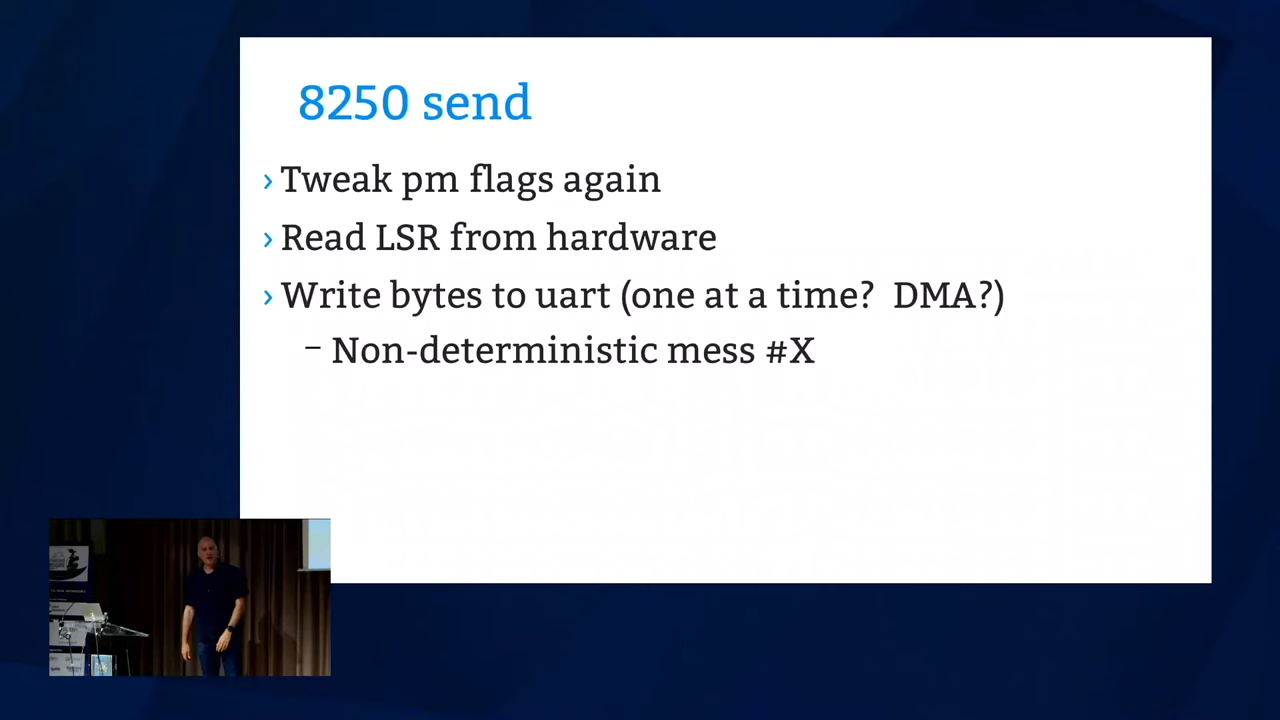 8250 send
› Tweak pm flags again
› Read LSR from hardware
› Write bytes to uart (one at a time?  DMA?)
– Non-deterministic mess #X